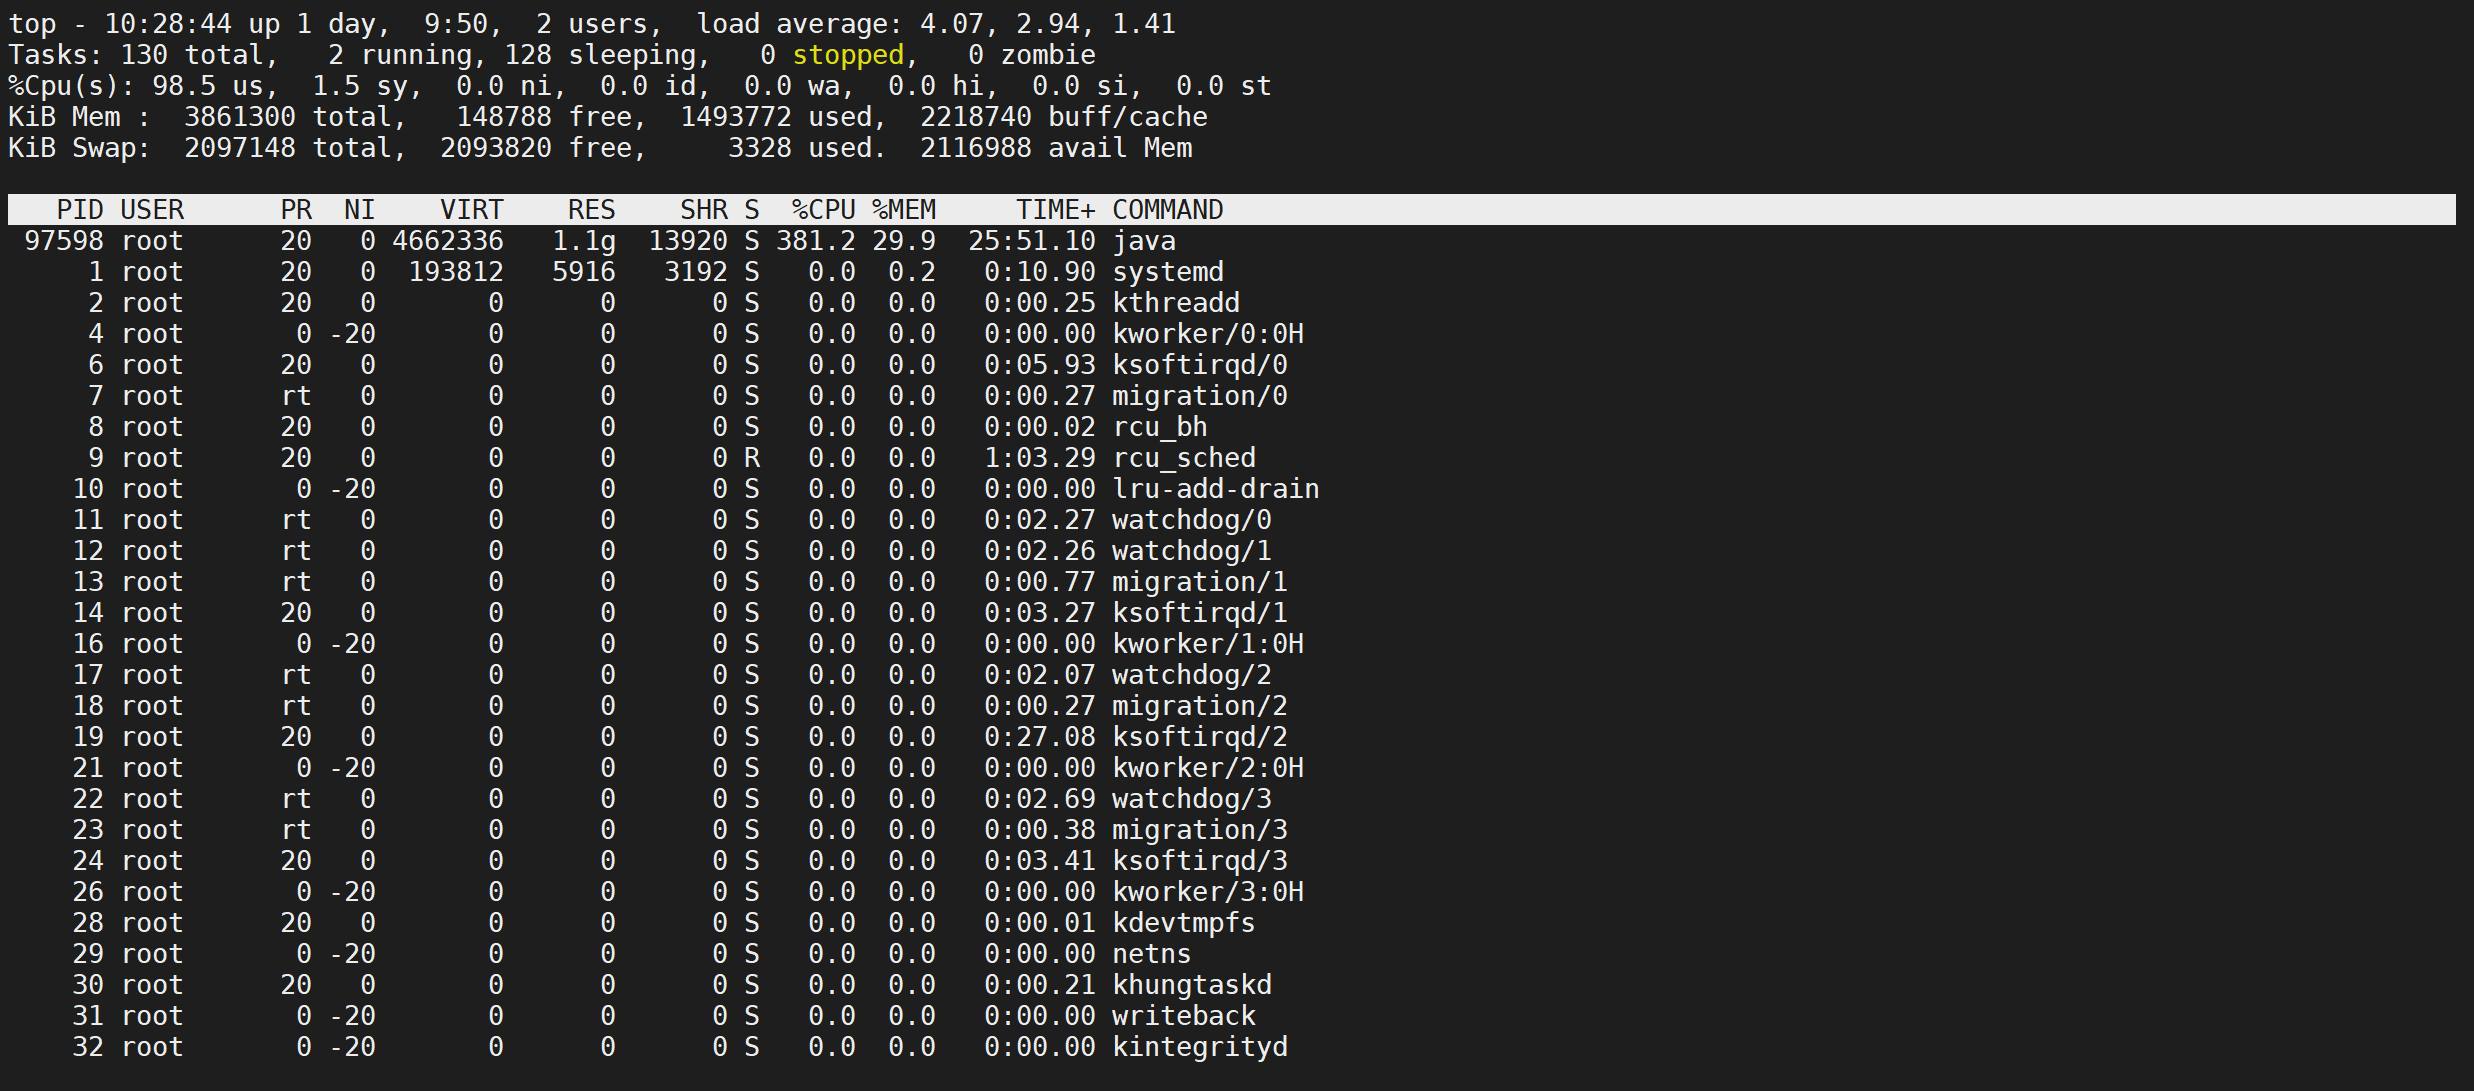 top - 10:28:44 up 1 day,  9:50,  2 users,  load average: 4.07, 2.94, 1.41
Tasks: 130 total,   2 running, 128 sleeping,   0 stopped,   0 zombie
%Cpu(s): 98.5 us,  1.5 sy,  0.0 ni,  0.0 id,  0.0 wa,  0.0 hi,  0.0 si,  0.0 st
KiB Mem :  3861300 total,   148788 free,  1493772 used,  2218740 buff/cache
KiB Swap:  2097148 total,  2093820 free,     3328 used.  2116988 avail Mem

   PID USER      PR  NI    VIRT    RES    SHR S  %CPU %MEM     TIME+ COMMAND
 97598 root      20   0 4662336   1.1g  13920 S 381.2 29.9  25:51.10 java
     1 root      20   0  193812   5916   3192 S   0.0  0.2   0:10.90 systemd
     2 root      20   0       0      0      0 S   0.0  0.0   0:00.25 kthreadd
     4 root       0 -20       0      0      0 S   0.0  0.0   0:00.00 kworker/0:0H
     6 root      20   0       0      0      0 S   0.0  0.0   0:05.93 ksoftirqd/0
     7 root      rt   0       0      0      0 S   0.0  0.0   0:00.27 migration/0
     8 root      20   0       0      0      0 S   0.0  0.0   0:00.02 rcu_bh
     9 root      20   0       0      0      0 R   0.0  0.0   1:03.29 rcu_sched
    10 root       0 -20       0      0      0 S   0.0  0.0   0:00.00 lru-add-drain
    11 root      rt   0       0      0      0 S   0.0  0.0   0:02.27 watchdog/0
    12 root      rt   0       0      0      0 S   0.0  0.0   0:02.26 watchdog/1
    13 root      rt   0       0      0      0 S   0.0  0.0   0:00.77 migration/1
    14 root      20   0       0      0      0 S   0.0  0.0   0:03.27 ksoftirqd/1
    16 root       0 -20       0      0      0 S   0.0  0.0   0:00.00 kworker/1:0H
    17 root      rt   0       0      0      0 S   0.0  0.0   0:02.07 watchdog/2
    18 root      rt   0       0      0      0 S   0.0  0.0   0:00.27 migration/2
    19 root      20   0       0      0      0 S   0.0  0.0   0:27.08 ksoftirqd/2
    21 root       0 -20       0      0      0 S   0.0  0.0   0:00.00 kworker/2:0H
    22 root      rt   0       0      0      0 S   0.0  0.0   0:02.69 watchdog/3
    23 root      rt   0       0      0      0 S   0.0  0.0   0:00.38 migration/3
    24 root      20   0       0      0      0 S   0.0  0.0   0:03.41 ksoftirqd/3
    26 root       0 -20       0      0      0 S   0.0  0.0   0:00.00 kworker/3:0H
    28 root      20   0       0      0      0 S   0.0  0.0   0:00.01 kdevtmpfs
    29 root       0 -20       0      0      0 S   0.0  0.0   0:00.00 netns
    30 root      20   0       0      0      0 S   0.0  0.0   0:00.21 khungtaskd
    31 root       0 -20       0      0      0 S   0.0  0.0   0:00.00 writeback
    32 root       0 -20       0      0      0 S   0.0  0.0   0:00.00 kintegrityd